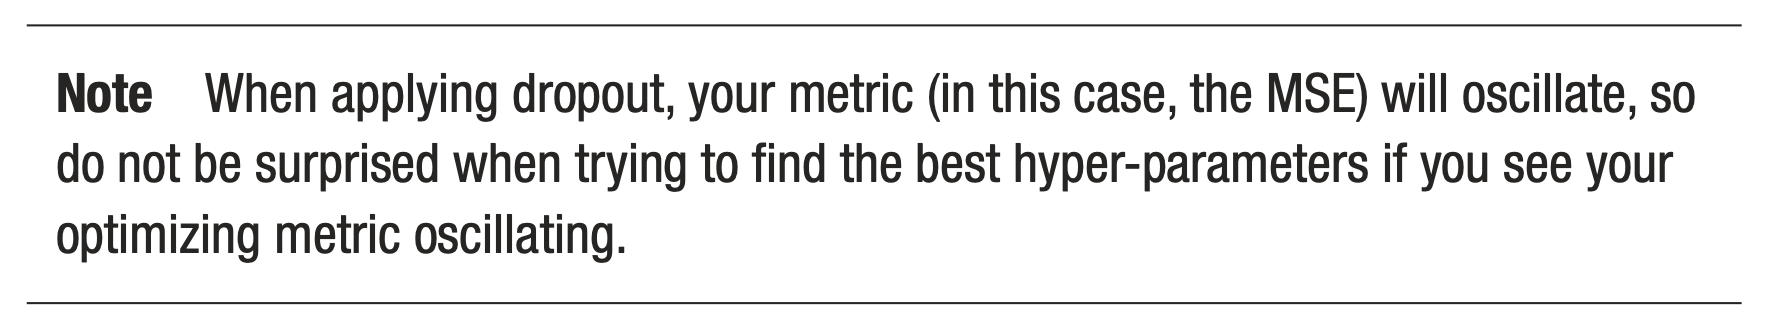 Note When applying dropout, your metric (in this case, the MSE) will oscillate, so
do not be surprised when trying to find the best hyper-parameters if you see your
optimizing metric oscillating.